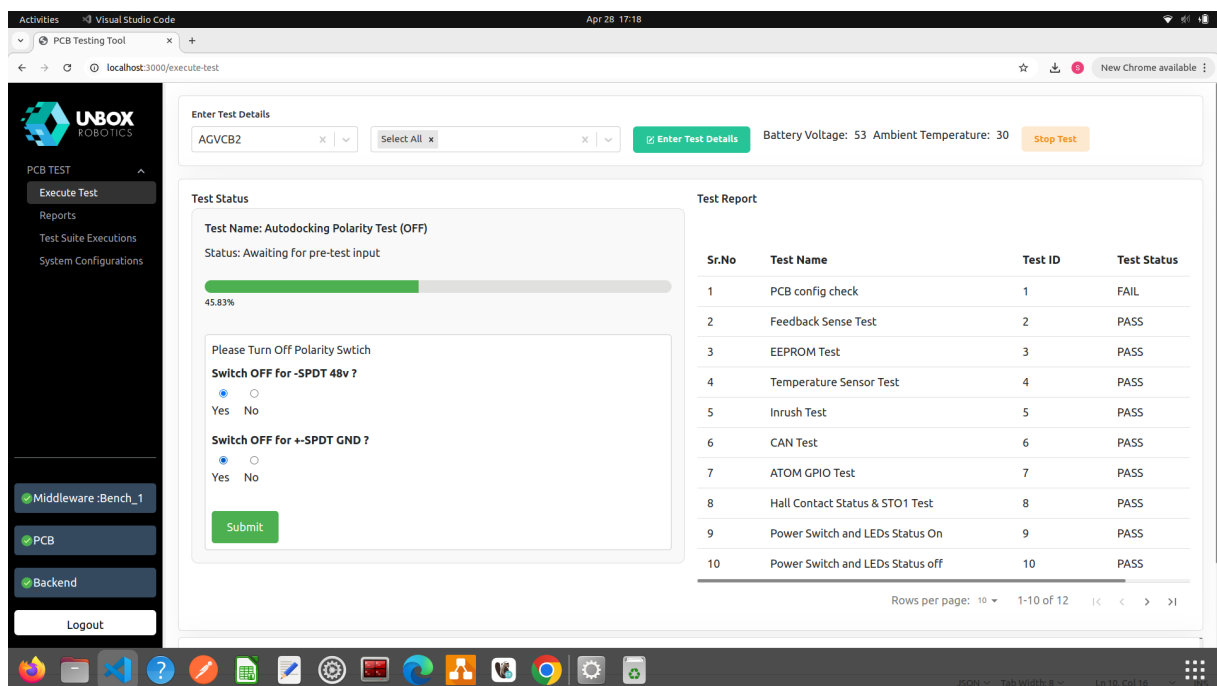 Activities Visual Studio Code Apr 28 17:18
PCB Testing Tool × +
localhost:3000/execute-test New Chrome available
S
UNBOX
ROBOTICS
PCB TEST
Execute Test
Reports
Test Suite Executions
System Configurations
Middleware :Bench_1
PCB
Backend
Logout
Enter Test Details
AGVCB2 Select All x Enter Test Details Battery Voltage: 53 Ambient Temperature: 30 Stop Test
Test Status
Test Name: Autodocking Polarity Test (OFF)
Status: Awaiting for pre-test input
45.83%
Please Turn Off Polarity Swtich
Switch OFF for -SPDT 48v ?
Yes No
Switch OFF for +-SPDT GND ?
Yes No
Submit
Test Report
Sr.No Test Name Test ID Test Status
1 PCB config check 1 FAIL
2 Feedback Sense Test 2 PASS
3 EEPROM Test 3 PASS
4 Temperature Sensor Test 4 PASS
5 Inrush Test 5 PASS
6 CAN Test 6 PASS
7 ATOM GPIO Test 7 PASS
8 Hall Contact Status & STO1 Test 8 PASS
9 Power Switch and LEDs Status On 9 PASS
10 Power Switch and LEDs Status off 10 PASS
Rows per page: 10 1-10 of 12
JSON Tab Width: 8 Ln 10, Col 16 INS